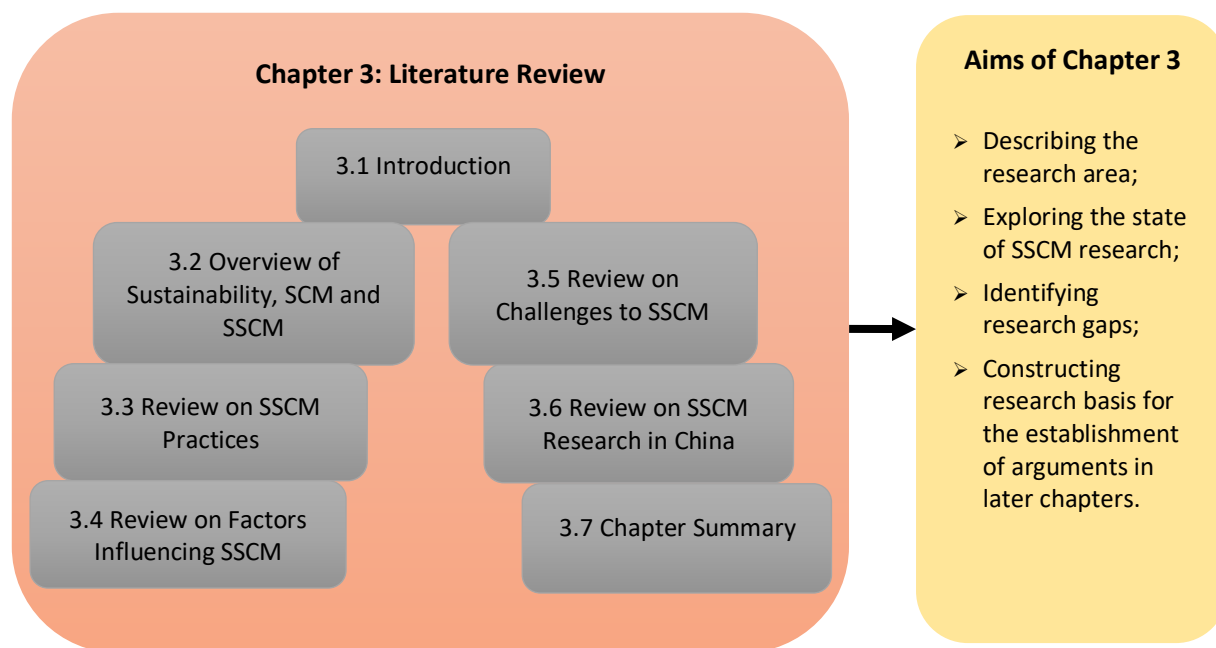 Chapter 3: Literature Review
3.1 Introduction
3.2 Overview of
Sustainability, SCM and
SSCM
3.3 Review on SSCM
Practices
3.4 Review on Factors
Influencing SSCM
3.5 Review on
Challenges to SSCM
3.6 Review on SSCM
Research in China
3.7 Chapter Summary
Aims of Chapter 3
➢ Describing the
research area;
➢ Exploring the state
of SSCM research;
➢ Identifying
research gaps;
➢ Constructing
research basis for
the establishment
of arguments in
later chapters.